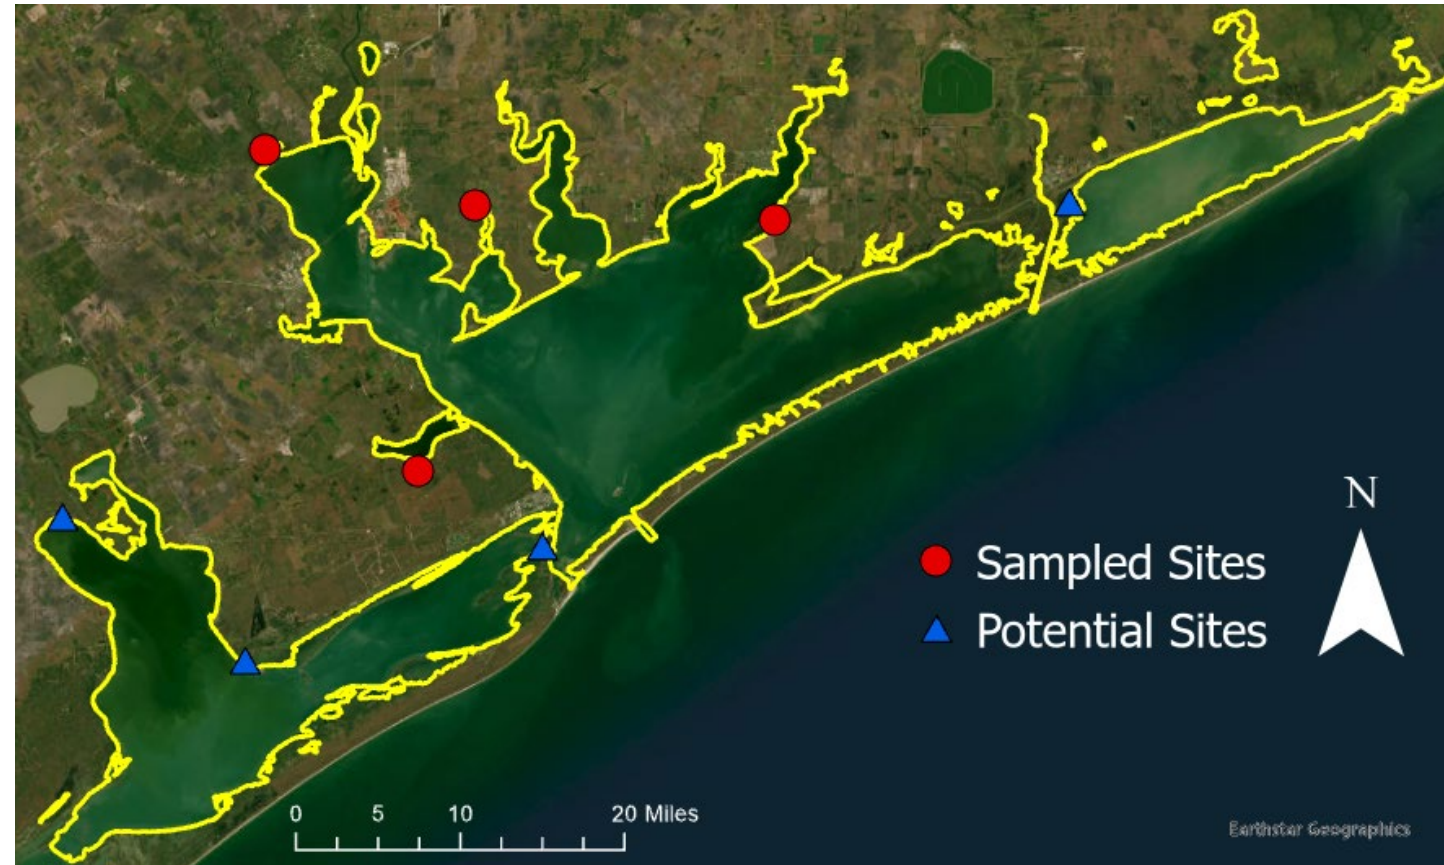 N
Sampled Sites
Potential Sites
0 5 10 20 Miles
Earthstar Geographics